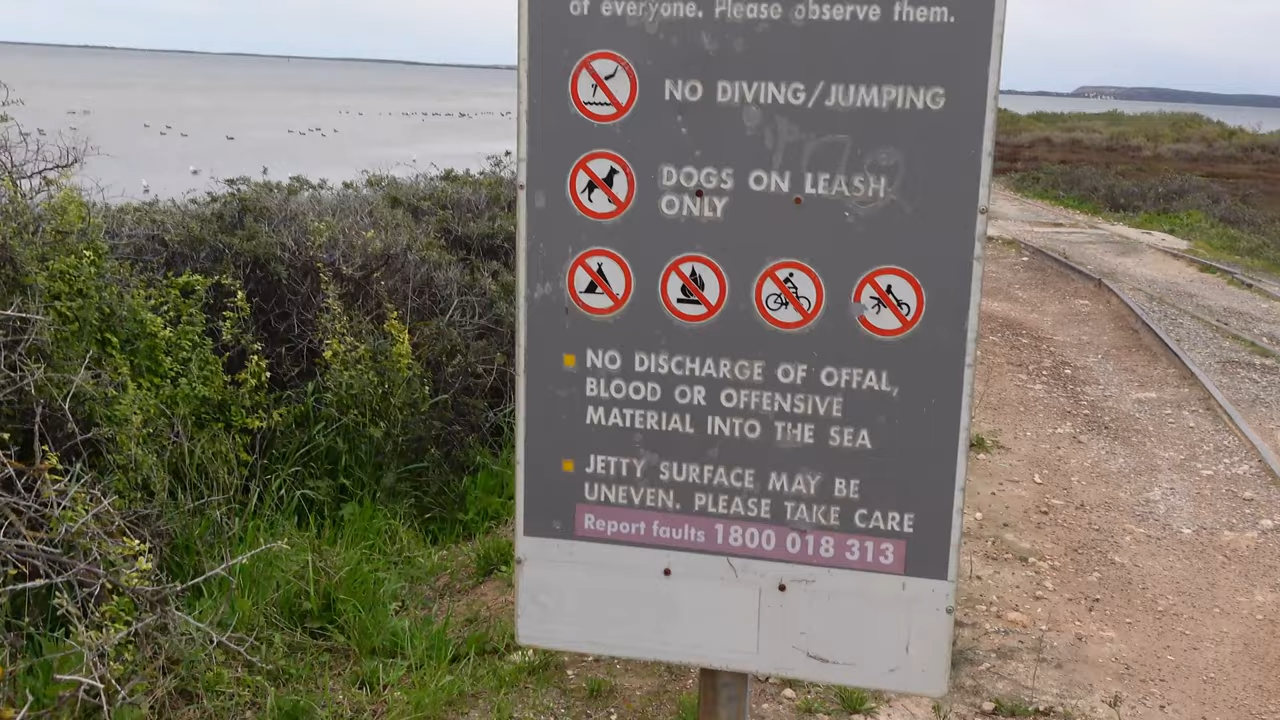 of everyone. Please observe them.
NO DIVING/JUMPING
DOGS ON LEASH
ONLY
NO DISCHARGE OF OFFAL,
BLOOD OR OFFENSIVE
MATERIAL INTO THE SEA
JETTY SURFACE MAY BE
UNEVEN. PLEASE TAKE CARE
Report faults 1800 018 313